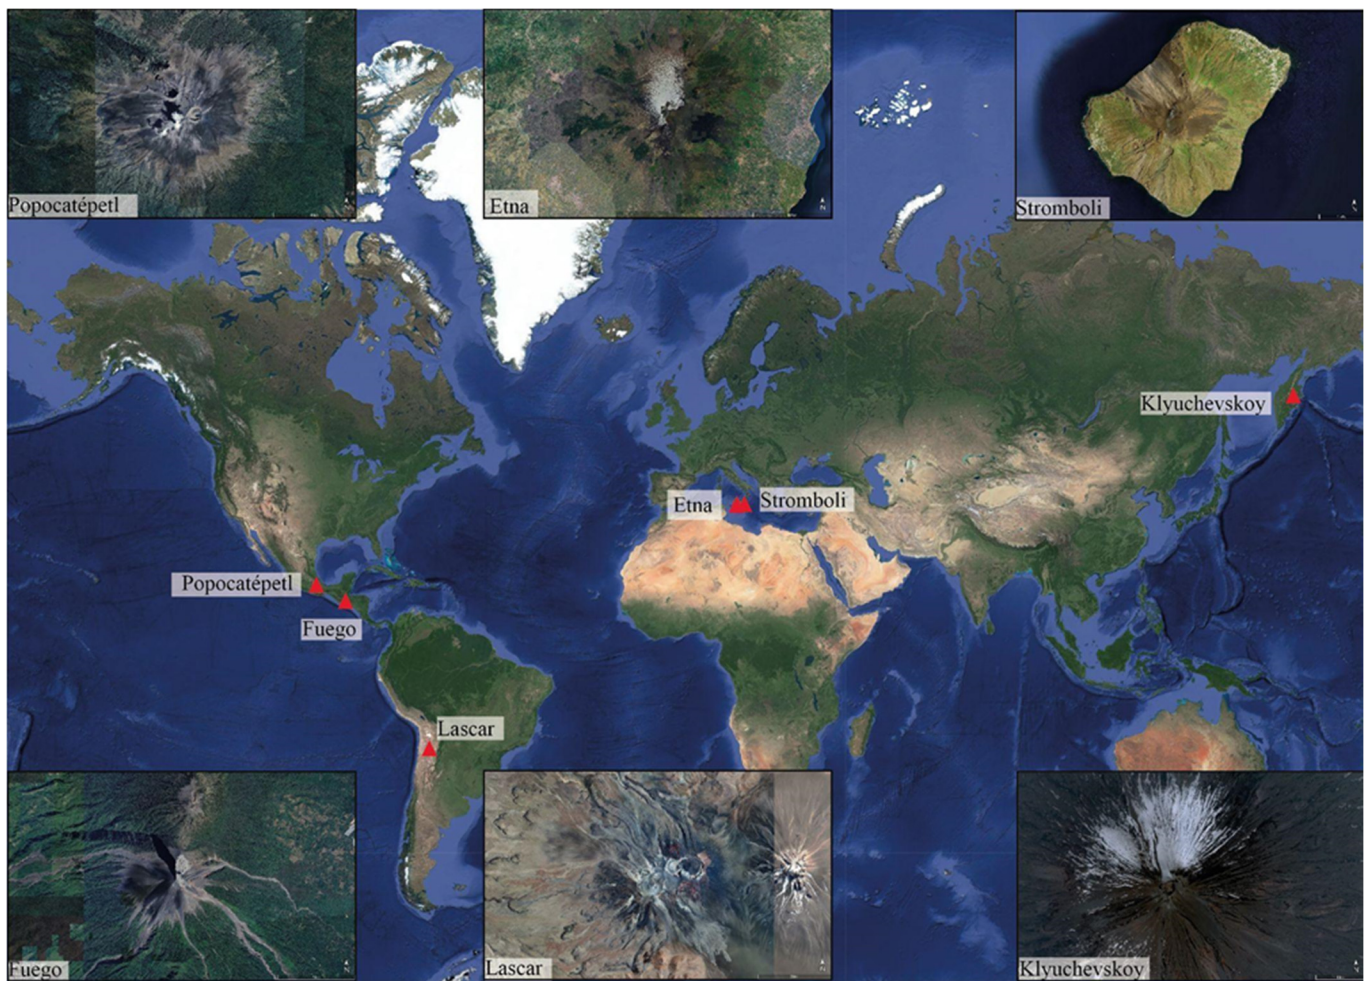 Popocatépetl
Etna
Stromboli
Klyuchevskoy
Etna
Stromboli
Popocatépetl
Fuego
Lascar
Fuego
Lascar
Klyuchevskoy